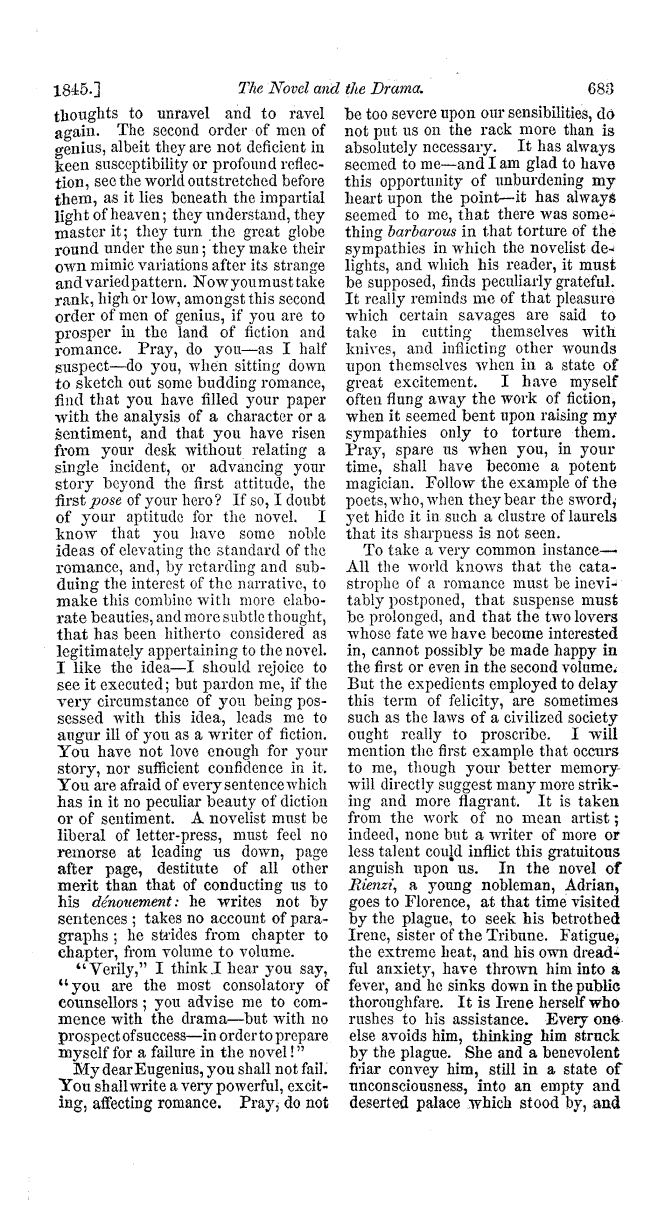 1845.] The Novel and the Drama. 683
thoughts to unravel and to ravel
again. The second order of men of
genius, albeit they are not deficient in
keen susceptibility or profound reflec-
tion, see the world outstretched before
them, as it lies beneath the impartial
light of heaven; they understand, they
master it; they turn the great globe
round under the sun; they make their
own mimic variations after its strange
and varied pattern. Now you must take
rank, high or low, amongst this second
order of men of genius, if you are to
prosper in the land of fiction and
romance. Pray, do you—as I half
suspect—do you, when sitting down
to sketch out some budding romance,
find that you have filled your paper
with the analysis of a character or a
sentiment, and that you have risen
from your desk without relating a
single incident, or advancing your
story beyond the first attitude, the
first pose of your hero? If so, I doubt
of your aptitude for the novel. I
know that you have some noble
ideas of elevating the standard of the
romance, and, by retarding and sub-
duing the interest of the narrative, to
make this combine with more elabo-
rate beauties, and more subtle thought,
that has been hitherto considered as
legitimately appertaining to the novel.
I like the idea—I should rejoice to
see it executed; but pardon me, if the
very circumstance of you being pos-
sessed with this idea, leads me to
augur ill of you as a writer of fiction.
You have not love enough for your
story, nor sufficient confidence in it.
You are afraid of every sentence which
has in it no peculiar beauty of diction
or of sentiment. A novelist must be
liberal of letter-press, must feel no
remorse at leading us down, page
after page, destitute of all other
merit than that of conducting us to
his dénouement: he writes not by
sentences; takes no account of para-
graphs; he strides from chapter to
chapter, from volume to volume.
"Verily," I think I hear you say,
"you are the most consolatory of
counsellors; you advise me to com-
mence with the drama—but with no
prospect of success—in order to prepare
myself for a failure in the novel!"
My dear Eugenius, you shall not fail.
You shall write a very powerful, excit-
ing, affecting romance. Pray, do not
be too severe upon our sensibilities, do
not put us on the rack more than is
absolutely necessary. It has always
seemed to me—and I am glad to have
this opportunity of unburdening my
heart upon the point—it has always
seemed to me, that there was some-
thing barbarous in that torture of the
sympathies in which the novelist de-
lights, and which his reader, it must
be supposed, finds peculiarly grateful.
It really reminds me of that pleasure
which certain savages are said to
take in cutting themselves with
knives, and inflicting other wounds
upon themselves when in a state of
great excitement. I have myself
often flung away the work of fiction,
when it seemed bent upon raising my
sympathies only to torture them.
Pray, spare us when you, in your
time, shall have become a potent
magician. Follow the example of the
poets, who, when they bear the sword,
yet hide it in such a clustre of laurels
that its sharpness is not seen.
To take a very common instance—
All the world knows that the cata-
strophe of a romance must be inevi-
tably postponed, that suspense must
be prolonged, and that the two lovers
whose fate we have become interested
in, cannot possibly be made happy in
the first or even in the second volume.
But the expedients employed to delay
this term of felicity, are sometimes
such as the laws of a civilized society
ought really to proscribe. I will
mention the first example that occurs
to me, though your better memory
will directly suggest many more strik-
ing and more flagrant. It is taken
from the work of no mean artist;
indeed, none but a writer of more or
less talent could inflict this gratuitous
anguish upon us. In the novel of
Rienzi, a young nobleman, Adrian,
goes to Florence, at that time visited
by the plague, to seek his betrothed
Irene, sister of the Tribune. Fatigue,
the extreme heat, and his own dread-
ful anxiety, have thrown him into a
fever, and he sinks down in the public
thoroughfare. It is Irene herself who
rushes to his assistance. Every one
else avoids him, thinking him struck
by the plague. She and a benevolent
friar convey him, still in a state of
unconsciousness, into an empty and
deserted palace which stood by, and